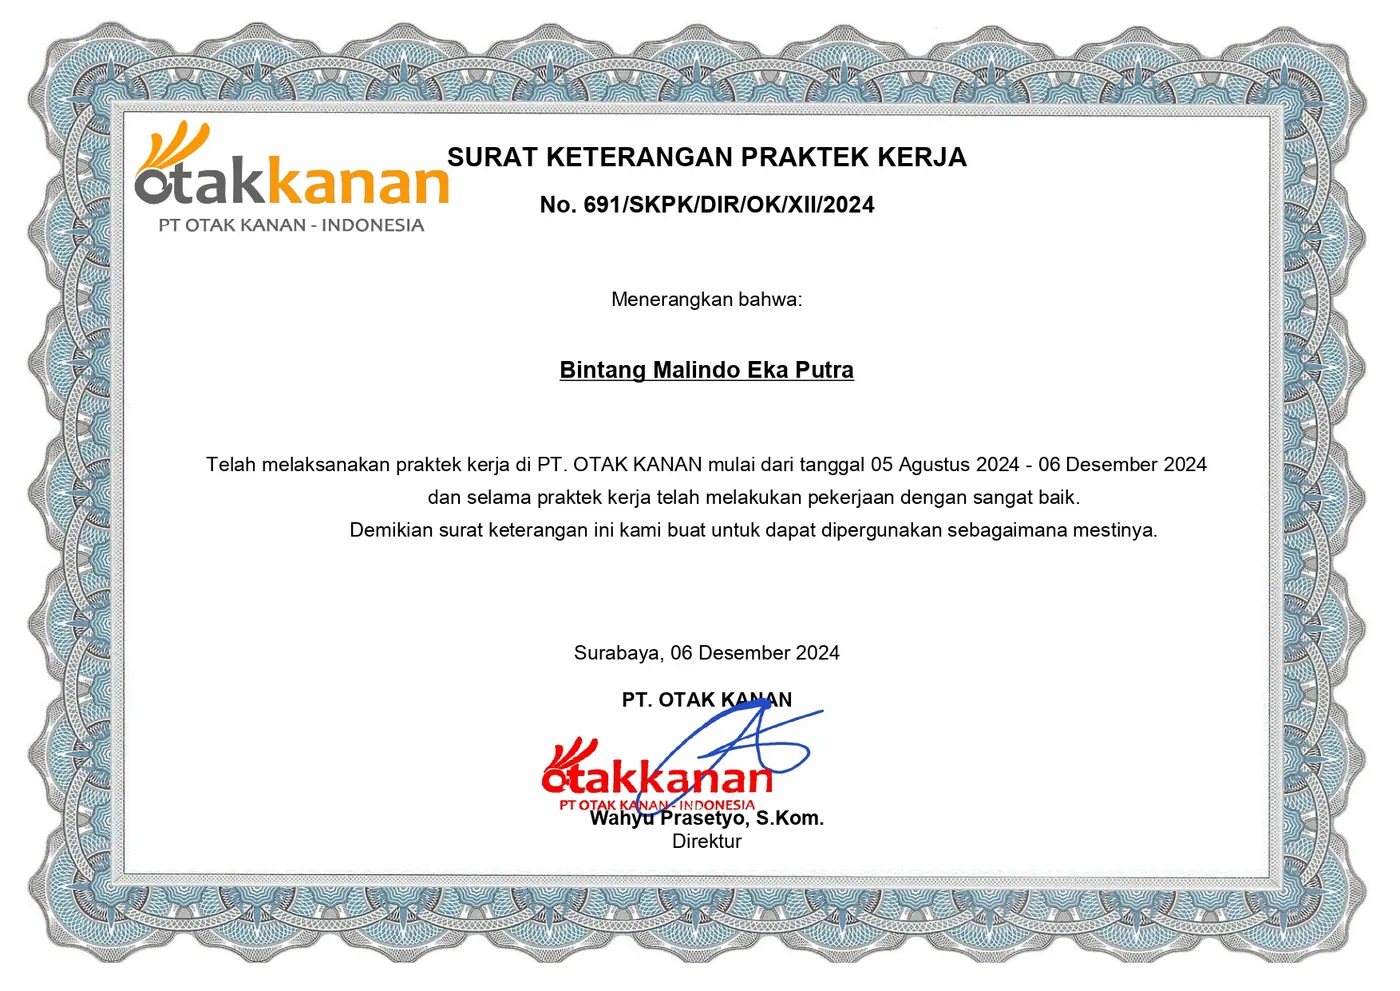 otakkanan
PT OTAK KANAN - INDONESIA
SURAT KETERANGAN PRAKTEK KERJA
No. 691/SKPK/DIR/OK/XII/2024
Menerangkan bahwa:
Bintang Malindo Eka Putra
Telah melaksanakan praktek kerja di PT. OTAK KANAN mulai dari tanggal 05 Agustus 2024 - 06 Desember 2024
dan selama praktek kerja telah melakukan pekerjaan dengan sangat baik.
Demikian surat keterangan ini kami buat untuk dapat dipergunakan sebagaimana mestinya.
Surabaya, 06 Desember 2024
PT. OTAK KANAN
otakkanan
PT OTAK KANAN - INDONESIA
Wahyu Prasetyo, S.Kom.
Direktur